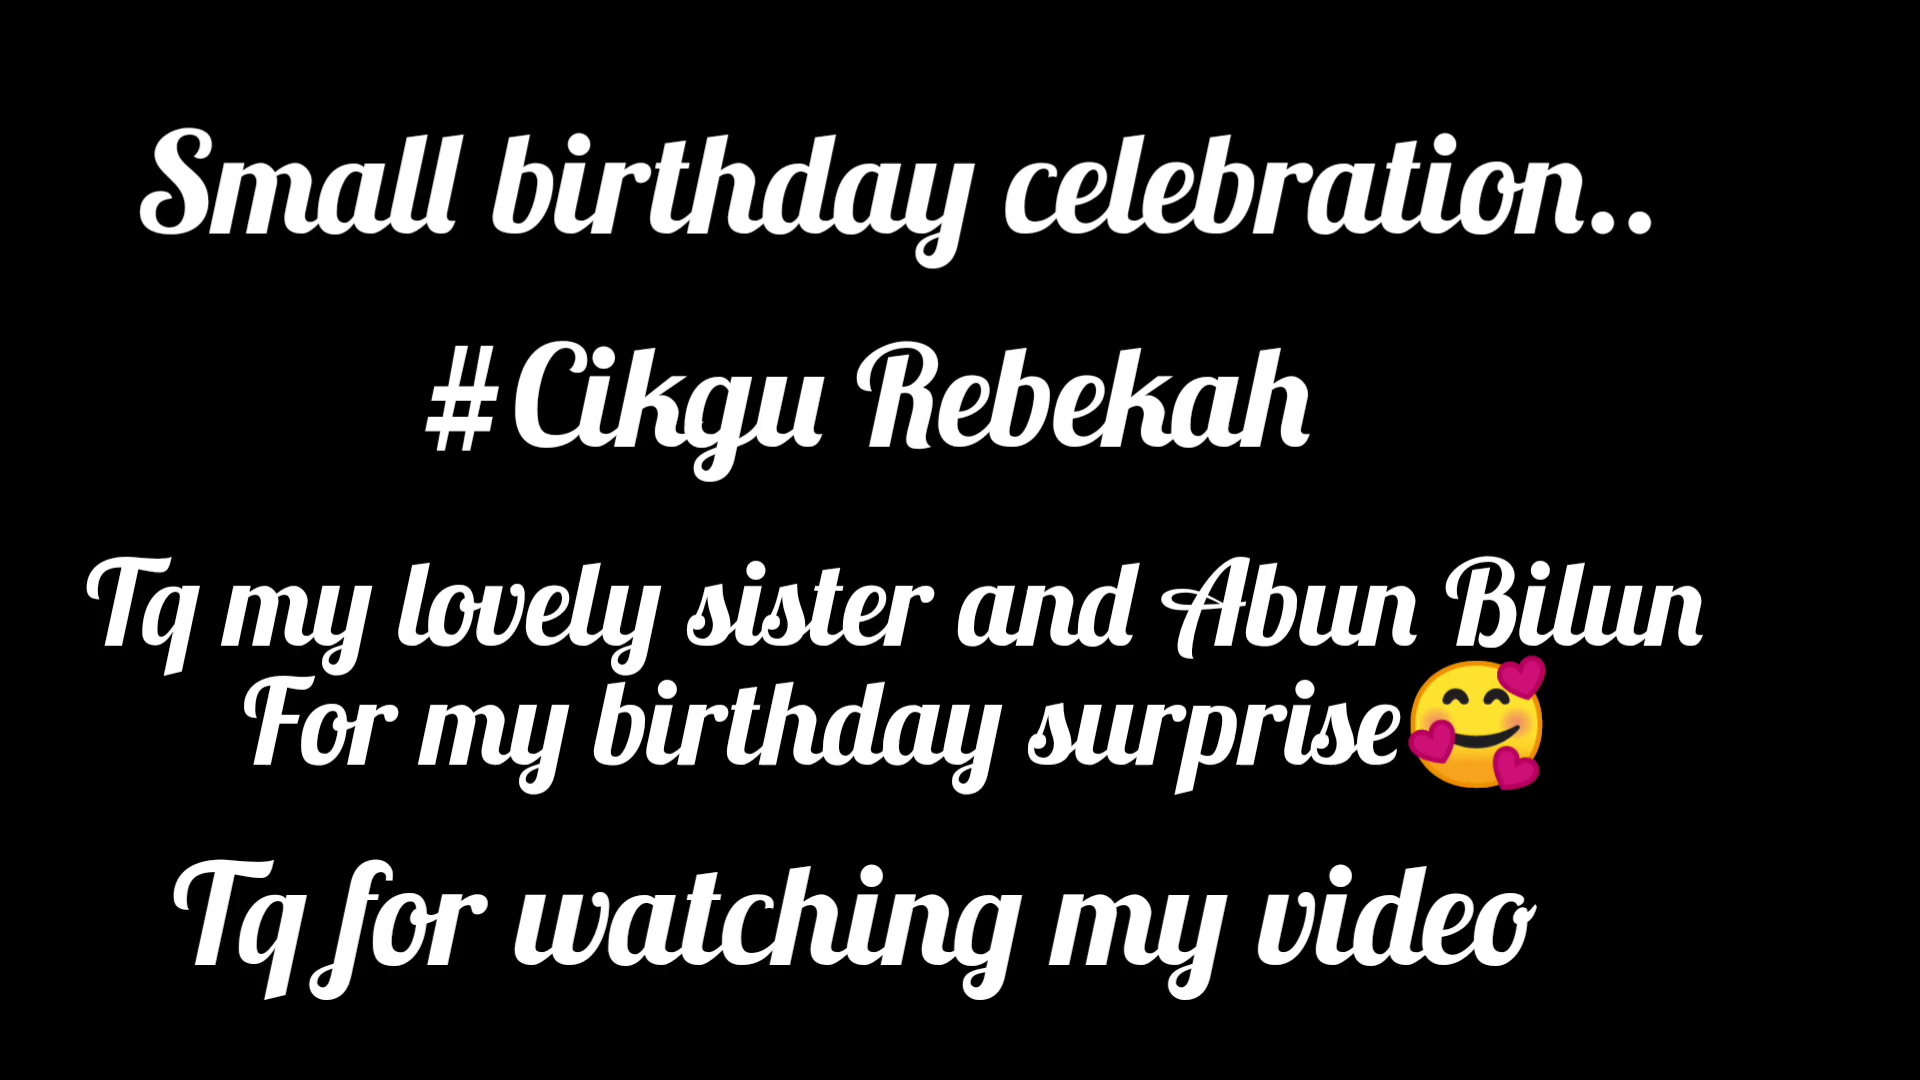 Small birthday celebration..
#Cikgu Rebekah
Tq my lovely sister and Abun Bilun
For my birthday surprise🥰
Tq for watching my video